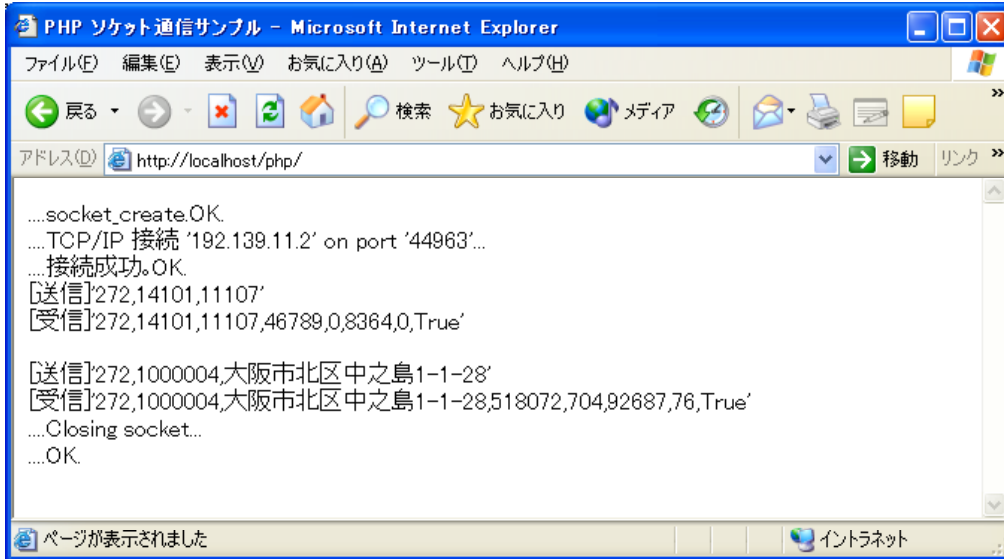 PHP ソケット通信サンプル - Microsoft Internet Explorer
ファイル(F) 編集(E) 表示(V) お気に入り(A) ツール(T) ヘルプ(H)
戻る 検索 お気に入り メディア »
アドレス(D) http://localhost/php/ 移動 リンク »
....socket_create.OK.
....TCP/IP 接続 '192.139.11.2' on port '44963'...
....接続成功。OK.
[送信]'272,14101,11107'
[受信]'272,14101,11107,46789,0,8364,0,True'
[送信]'272,1000004,大阪市北区中之島1-1-28'
[受信]'272,1000004,大阪市北区中之島1-1-28,518072,704,92687,76,True'
....Closing socket...
....OK.
ページが表示されました イントラネット